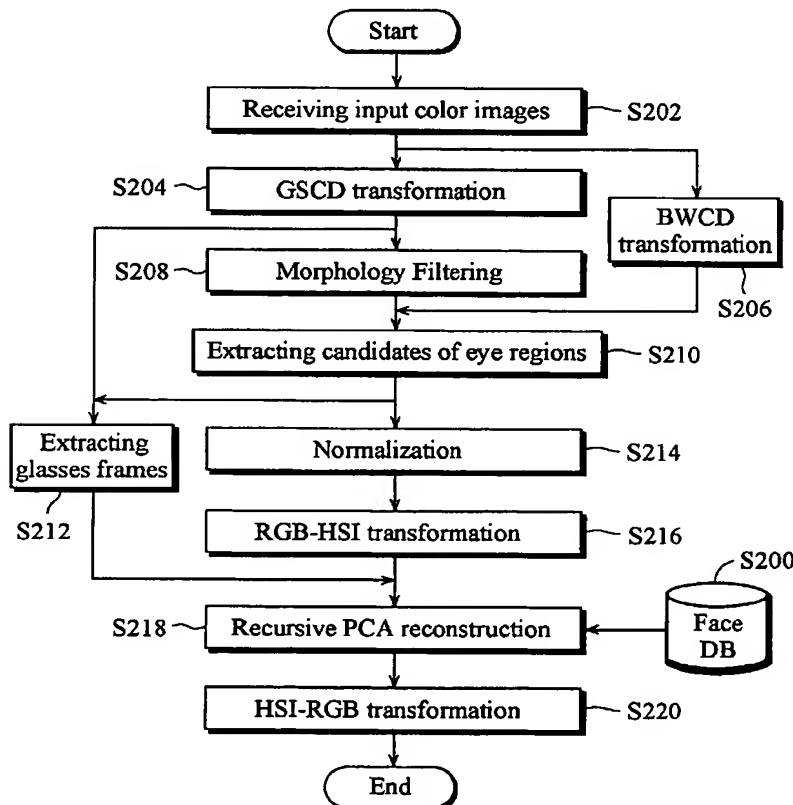 Start
Receiving input color images
S202
S204
GSCD transformation
BWCD
transformation
S206
S208
Morphology Filtering
Extracting candidates of eye regions
S210
Extracting
glasses frames
S212
Normalization
S214
RGB-HSI transformation
S216
S200
Face
DB
S218
Recursive PCA reconstruction
HSI-RGB transformation
S220
End